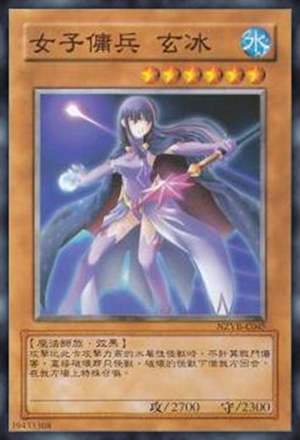 女子傭兵 玄冰
水
NZYB-C045
【魔法師族·效果】
攻擊比此卡攻擊力高的水屬性怪獸時，不計算戰鬥傷
害，直接破壞那只怪獸，破壞的怪獸下個我方回合，
在我方場上特殊召喚。
攻/2700 守/2300
19433308